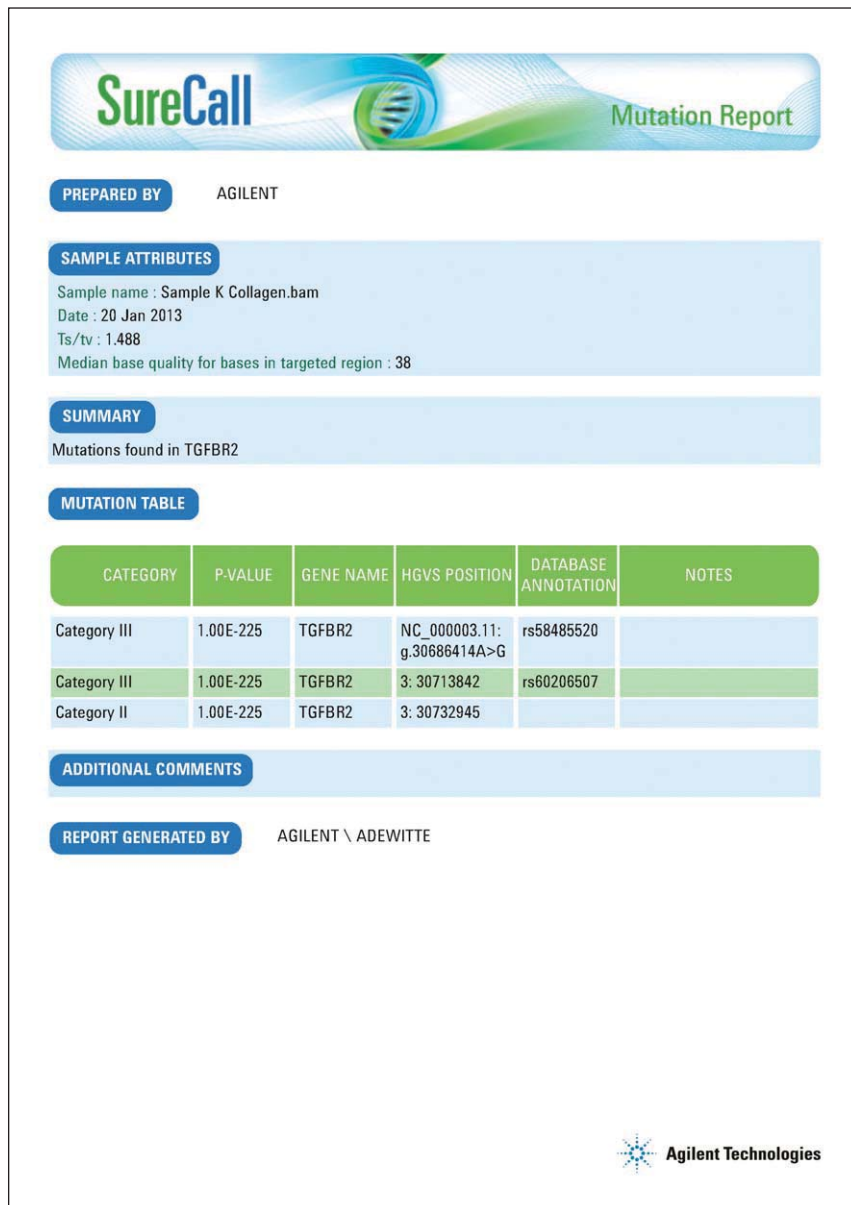 SureCall
Mutation Report
PREPARED BY AGILENT
SAMPLE ATTRIBUTES
Sample name : Sample K Collagen.bam
Date : 20 Jan 2013
Ts/tv : 1.488
Median base quality for bases in targeted region : 38
SUMMARY
Mutations found in TGFBR2
MUTATION TABLE
CATEGORY P-VALUE GENE NAME HGVS POSITION DATABASE ANNOTATION NOTES
Category III 1.00E-225 TGFBR2 NC_000003.11: rs58485520
g.30686414A>G
Category III 1.00E-225 TGFBR2 3: 30713842 rs60206507
Category II 1.00E-225 TGFBR2 3: 30732945
ADDITIONAL COMMENTS
REPORT GENERATED BY AGILENT \ ADEWITTE
Agilent Technologies